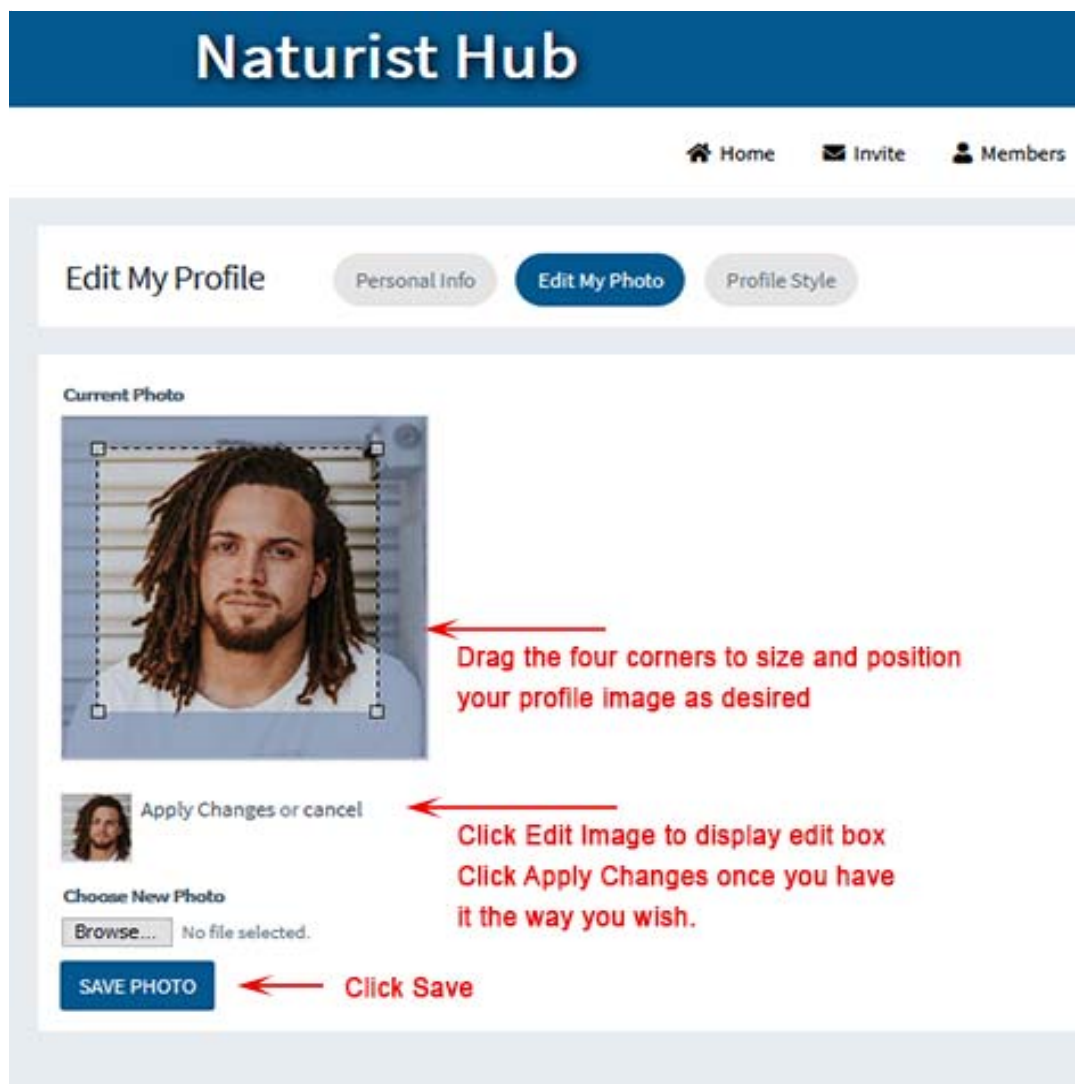 Naturist Hub
Home Invite Members
Edit My Profile Personal Info Edit My Photo Profile Style
Current Photo
Drag the four corners to size and position
your profile image as desired
Apply Changes or cancel
Click Edit Image to display edit box
Click Apply Changes once you have
it the way you wish.
Choose New Photo
Browse... No file selected.
SAVE PHOTO Click Save